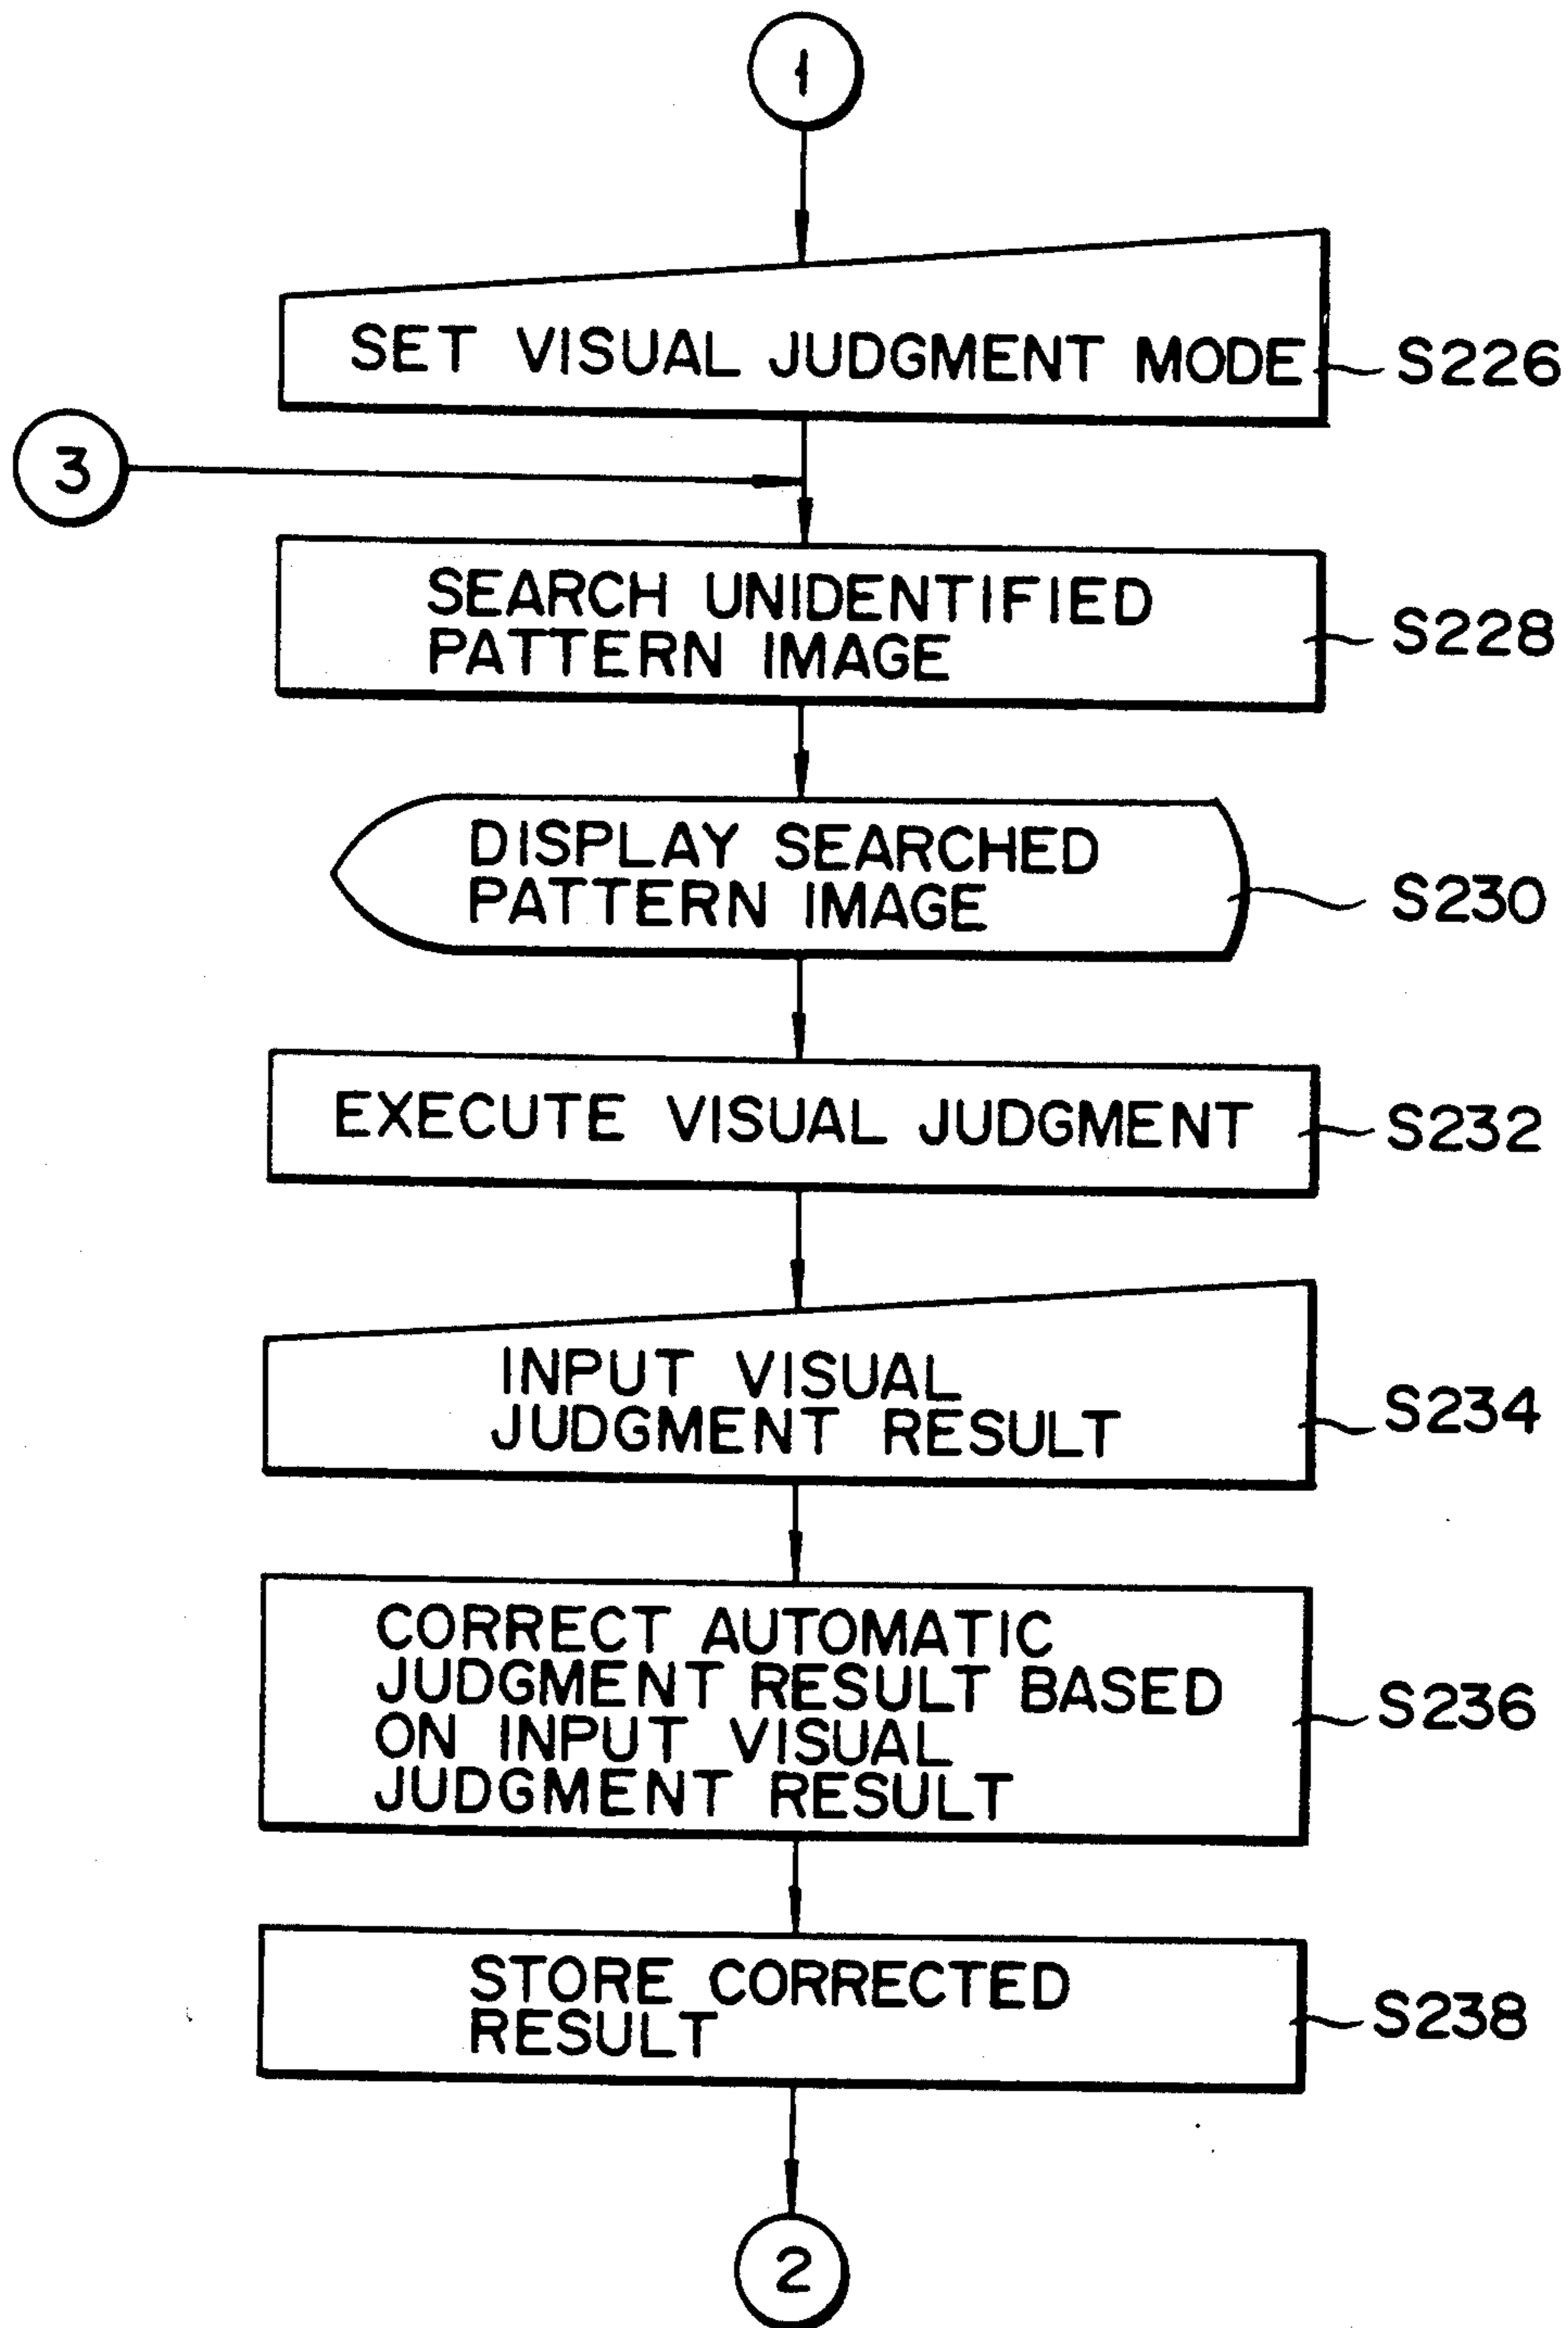 1
SET VISUAL JUDGMENT MODE
S226
3
SEARCH UNIDENTIFIED
PATTERN IMAGE
S228
DISPLAY SEARCHED
PATTERN IMAGE
S230
EXECUTE VISUAL JUDGMENT
S232
INPUT VISUAL
JUDGMENT RESULT
S234
CORRECT AUTOMATIC
JUDGMENT RESULT BASED
ON INPUT VISUAL
JUDGMENT RESULT
S236
STORE CORRECTED
RESULT
S238
2